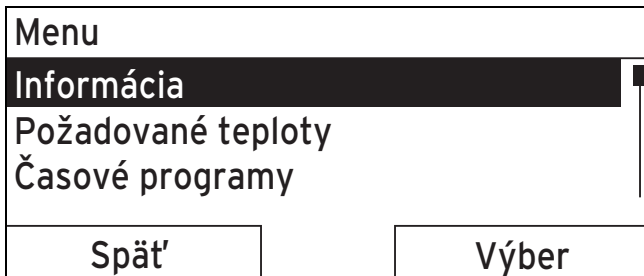 Menu
Informácia
Požadované teploty
Časové programy
Späť
Výber